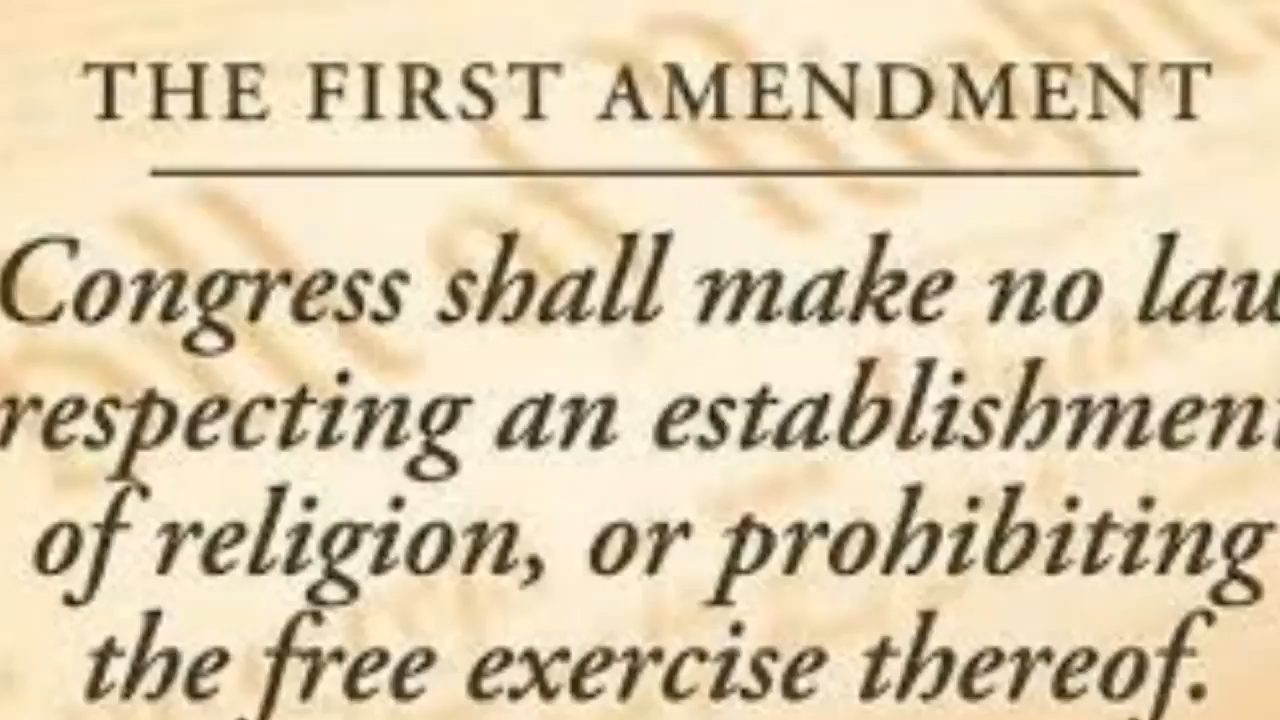 THE FIRST AMENDMENT
Congress shall make no law
respecting an establishment
of religion, or prohibiting
the free exercise thereof.